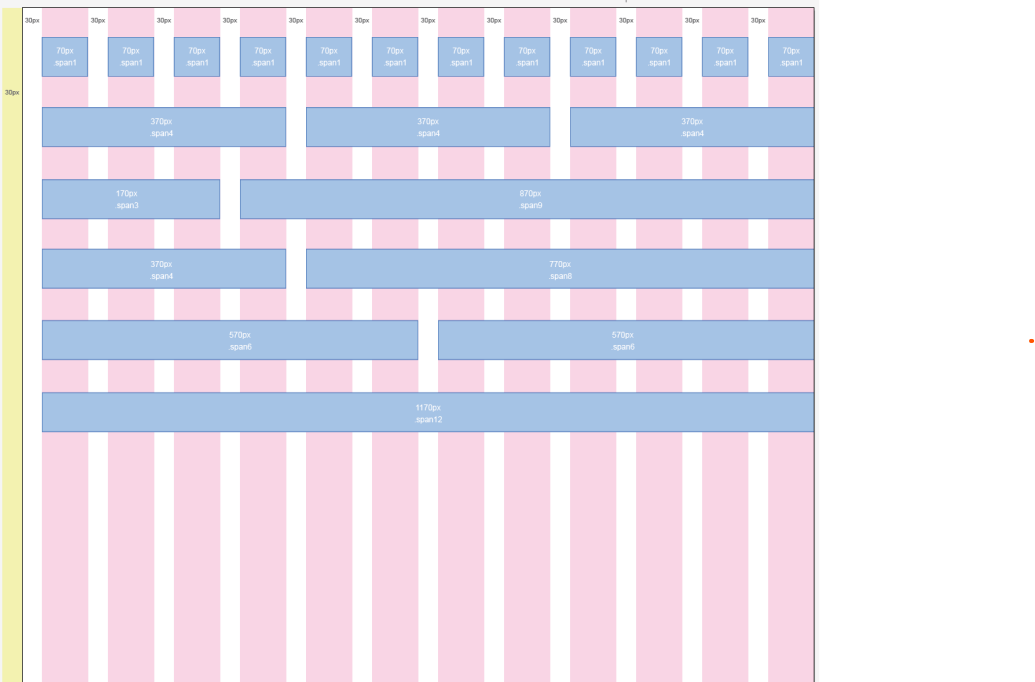 30px
30px
30px
30px
30px
30px
30px
30px
30px
30px
30px
30px
70px
.span1
70px
.span1
70px
.span1
70px
.span1
70px
.span1
70px
.span1
70px
.span1
70px
.span1
70px
.span1
70px
.span1
70px
.span1
70px
.span1
30px
370px
.span4
370px
.span4
370px
.span4
170px
.span3
870px
.span9
370px
.span4
770px
.span8
570px
.span6
570px
.span6
1170px
.span12